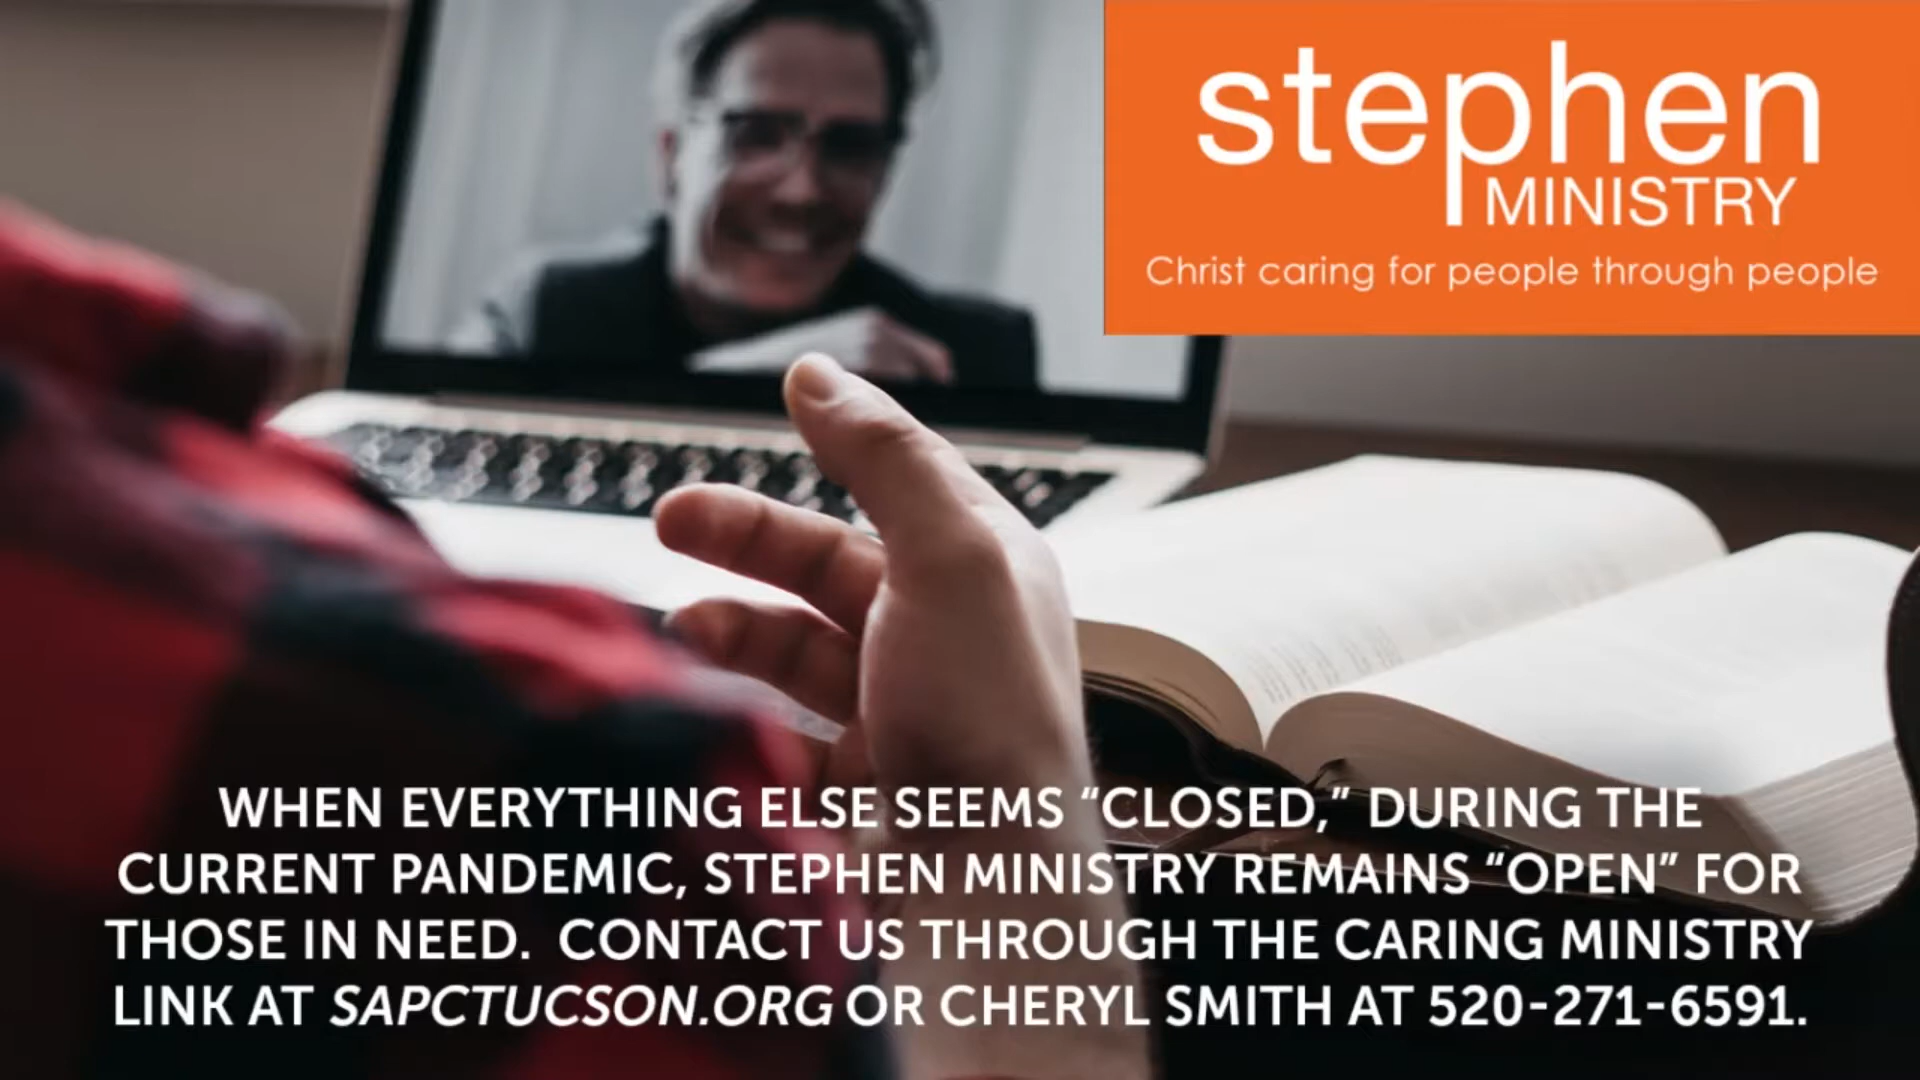 stephen
MINISTRY
Christ caring for people through people
WHEN EVERYTHING ELSE SEEMS “CLOSED,” DURING THE
CURRENT PANDEMIC, STEPHEN MINISTRY REMAINS “OPEN” FOR
THOSE IN NEED. CONTACT US THROUGH THE CARING MINISTRY
LINK AT SAPCTUCSON.ORG OR CHERYL SMITH AT 520-271-6591.